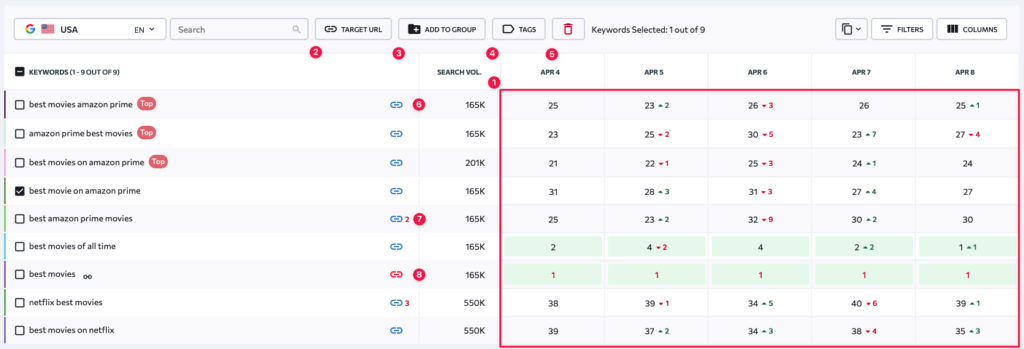 USA EN Search TARGET URL ADD TO GROUP TAGS Keywords Selected: 1 out of 9 FILTERS COLUMNS
2 3 4 5
KEYWORDS (1 - 9 OUT OF 9) SEARCH VOL. APR 4 APR 5 APR 6 APR 7 APR 8
1
best movies amazon prime Top 6 165K 25 23 2 26 3 26 25 1
amazon prime best movies Top 165K 23 25 2 30 5 23 7 27 4
best movies on amazon prime Top 201K 21 22 1 25 3 24 1 24
best movie on amazon prime 165K 31 28 3 31 3 27 4 27
best amazon prime movies 2 7 165K 25 23 2 32 9 30 2 30
best movies of all time 165K 2 4 2 4 2 2 1 1
best movies 8 165K 1 1 1 1 1
netflix best movies 3 550K 38 39 1 34 5 40 6 39 1
best movies on netflix 550K 39 37 2 34 3 38 4 35 3